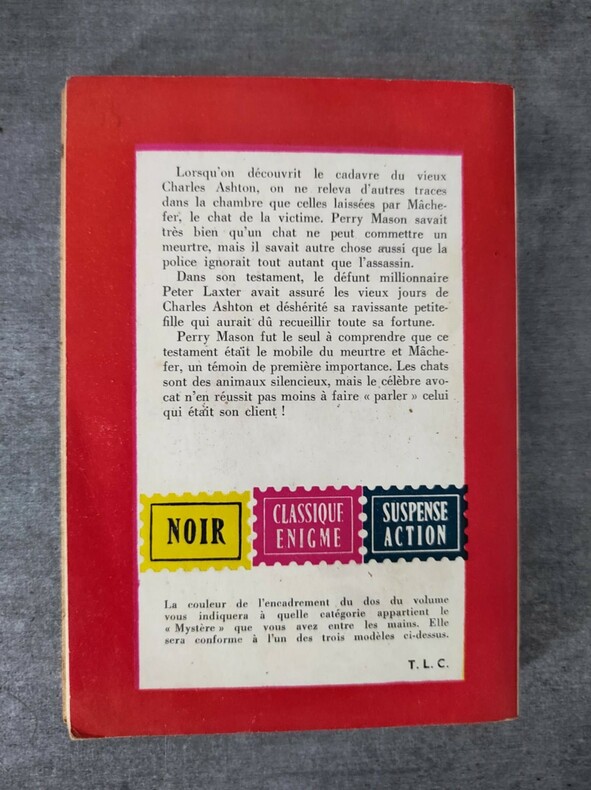 Lorsqu'on découvrit le cadavre du vieux
Charles Ashton, on ne releva d'autres traces
dans la chambre que celles laissées par Mâche-
fer, le chat de la victime. Perry Mason savait
très bien qu'un chat ne peut commettre un
meurtre, mais il savait autre chose aussi que la
police ignorait tout autant que l'assassin.
Dans son testament, le défunt millionnaire
Peter Laxter avait assuré les vieux jours de
Charles Ashton et déshérité sa ravissante petite-
fille qui aurait dû recueillir toute sa fortune.
Perry Mason fut le seul à comprendre que ce
testament était le mobile du meurtre et Mâche-
fer, un témoin de première importance. Les chats
sont des animaux silencieux, mais le célèbre avo-
cat n'en réussit pas moins à faire « parler » celui
qui était son client !
NOIR
CLASSIQUE
ENIGME
SUSPENSE
ACTION
La couleur de l'encadrement du dos du volume
vous indiquera à quelle catégorie appartient le
« Mystère » que vous avez entre les mains. Elle
sera conforme à l'un des trois modèles ci-dessus.
T. L. C.